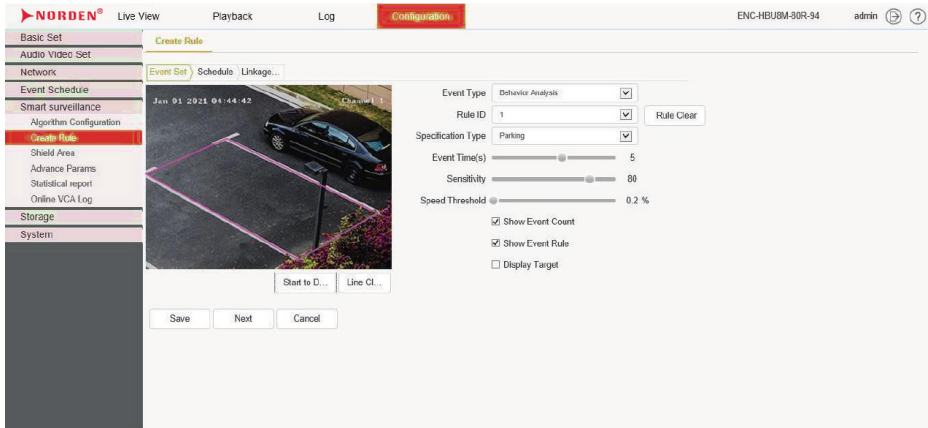 NORDEN®
Live View
Playback
Log
Configuration
ENC-HBU8M-80R-94
admin
?
Basic Set
Audio Video Set
Network
Event Schedule
Smart surveillance
Algorithm Configuration
Create Rule
Shield Area
Advance Params
Statistical report
Online VCA Log
Storage
System
Create Rule
Event Set
Schedule
Linkage...
Jan 01 2021 04:44:42
Channel 1
Start to D...
Line Cl...
Save
Next
Cancel
Event Type
Behavior Analysis
Rule ID
1
Rule Clear
Specification Type
Parking
Event Time(s)
5
Sensitivity
80
Speed Threshold
0.2 %
Show Event Count
Show Event Rule
Display Target